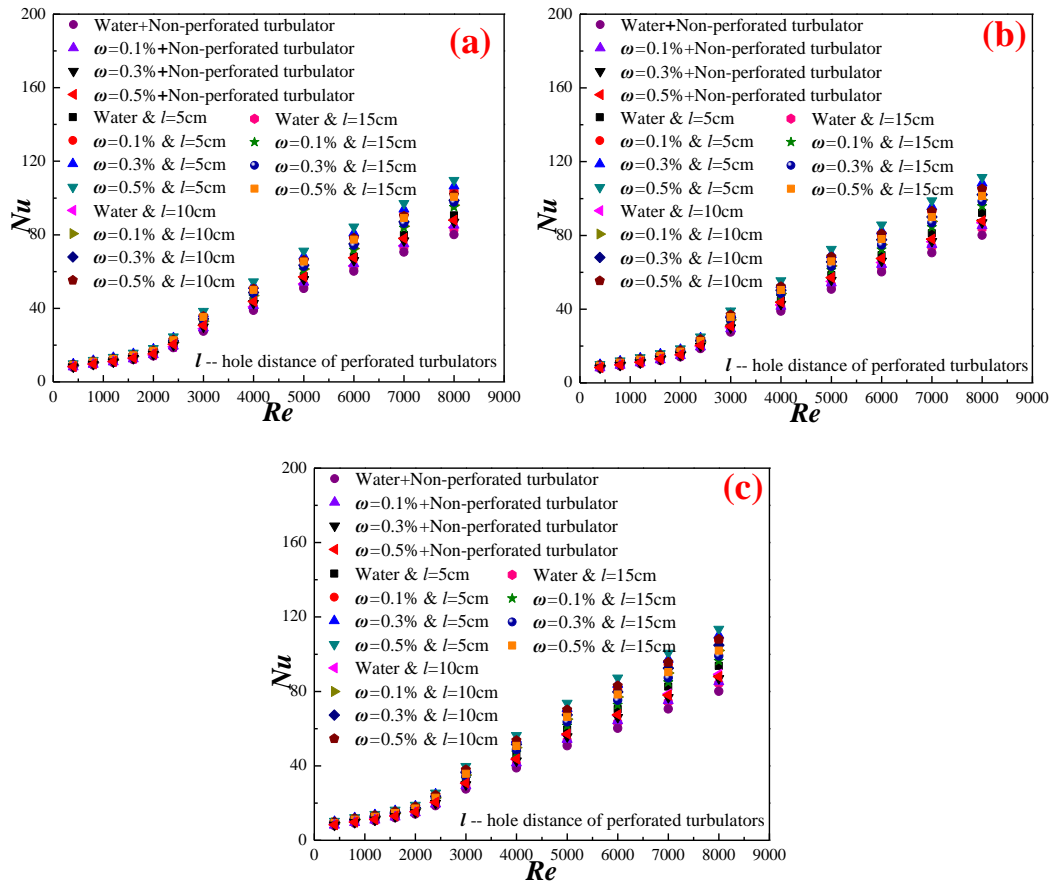 200
160
120
80
40
0
Nu
(a)
Water+Non-perforated turbulator
ω=0.1%+Non-perforated turbulator
ω=0.3%+Non-perforated turbulator
ω=0.5%+Non-perforated turbulator
Water & l=5cm
ω=0.1% & l=5cm
ω=0.3% & l=5cm
ω=0.5% & l=5cm
Water & l=10cm
ω=0.1% & l=10cm
ω=0.3% & l=10cm
ω=0.5% & l=10cm
Water & l=15cm
ω=0.1% & l=15cm
ω=0.3% & l=15cm
ω=0.5% & l=15cm
l -- hole distance of perforated turbulators
0 1000 2000 3000 4000 5000 6000 7000 8000 9000
Re
200
160
120
80
40
0
Nu
(b)
Water+Non-perforated turbulator
ω=0.1%+Non-perforated turbulator
ω=0.3%+Non-perforated turbulator
ω=0.5%+Non-perforated turbulator
Water & l=5cm
ω=0.1% & l=5cm
ω=0.3% & l=5cm
ω=0.5% & l=5cm
Water & l=10cm
ω=0.1% & l=10cm
ω=0.3% & l=10cm
ω=0.5% & l=10cm
Water & l=15cm
ω=0.1% & l=15cm
ω=0.3% & l=15cm
ω=0.5% & l=15cm
l -- hole distance of perforated turbulators
0 1000 2000 3000 4000 5000 6000 7000 8000 9000
Re
200
160
120
80
40
0
Nu
(c)
Water+Non-perforated turbulator
ω=0.1%+Non-perforated turbulator
ω=0.3%+Non-perforated turbulator
ω=0.5%+Non-perforated turbulator
Water & l=5cm
ω=0.1% & l=5cm
ω=0.3% & l=5cm
ω=0.5% & l=5cm
Water & l=10cm
ω=0.1% & l=10cm
ω=0.3% & l=10cm
ω=0.5% & l=10cm
Water & l=15cm
ω=0.1% & l=15cm
ω=0.3% & l=15cm
ω=0.5% & l=15cm
l -- hole distance of perforated turbulators
0 1000 2000 3000 4000 5000 6000 7000 8000 9000
Re